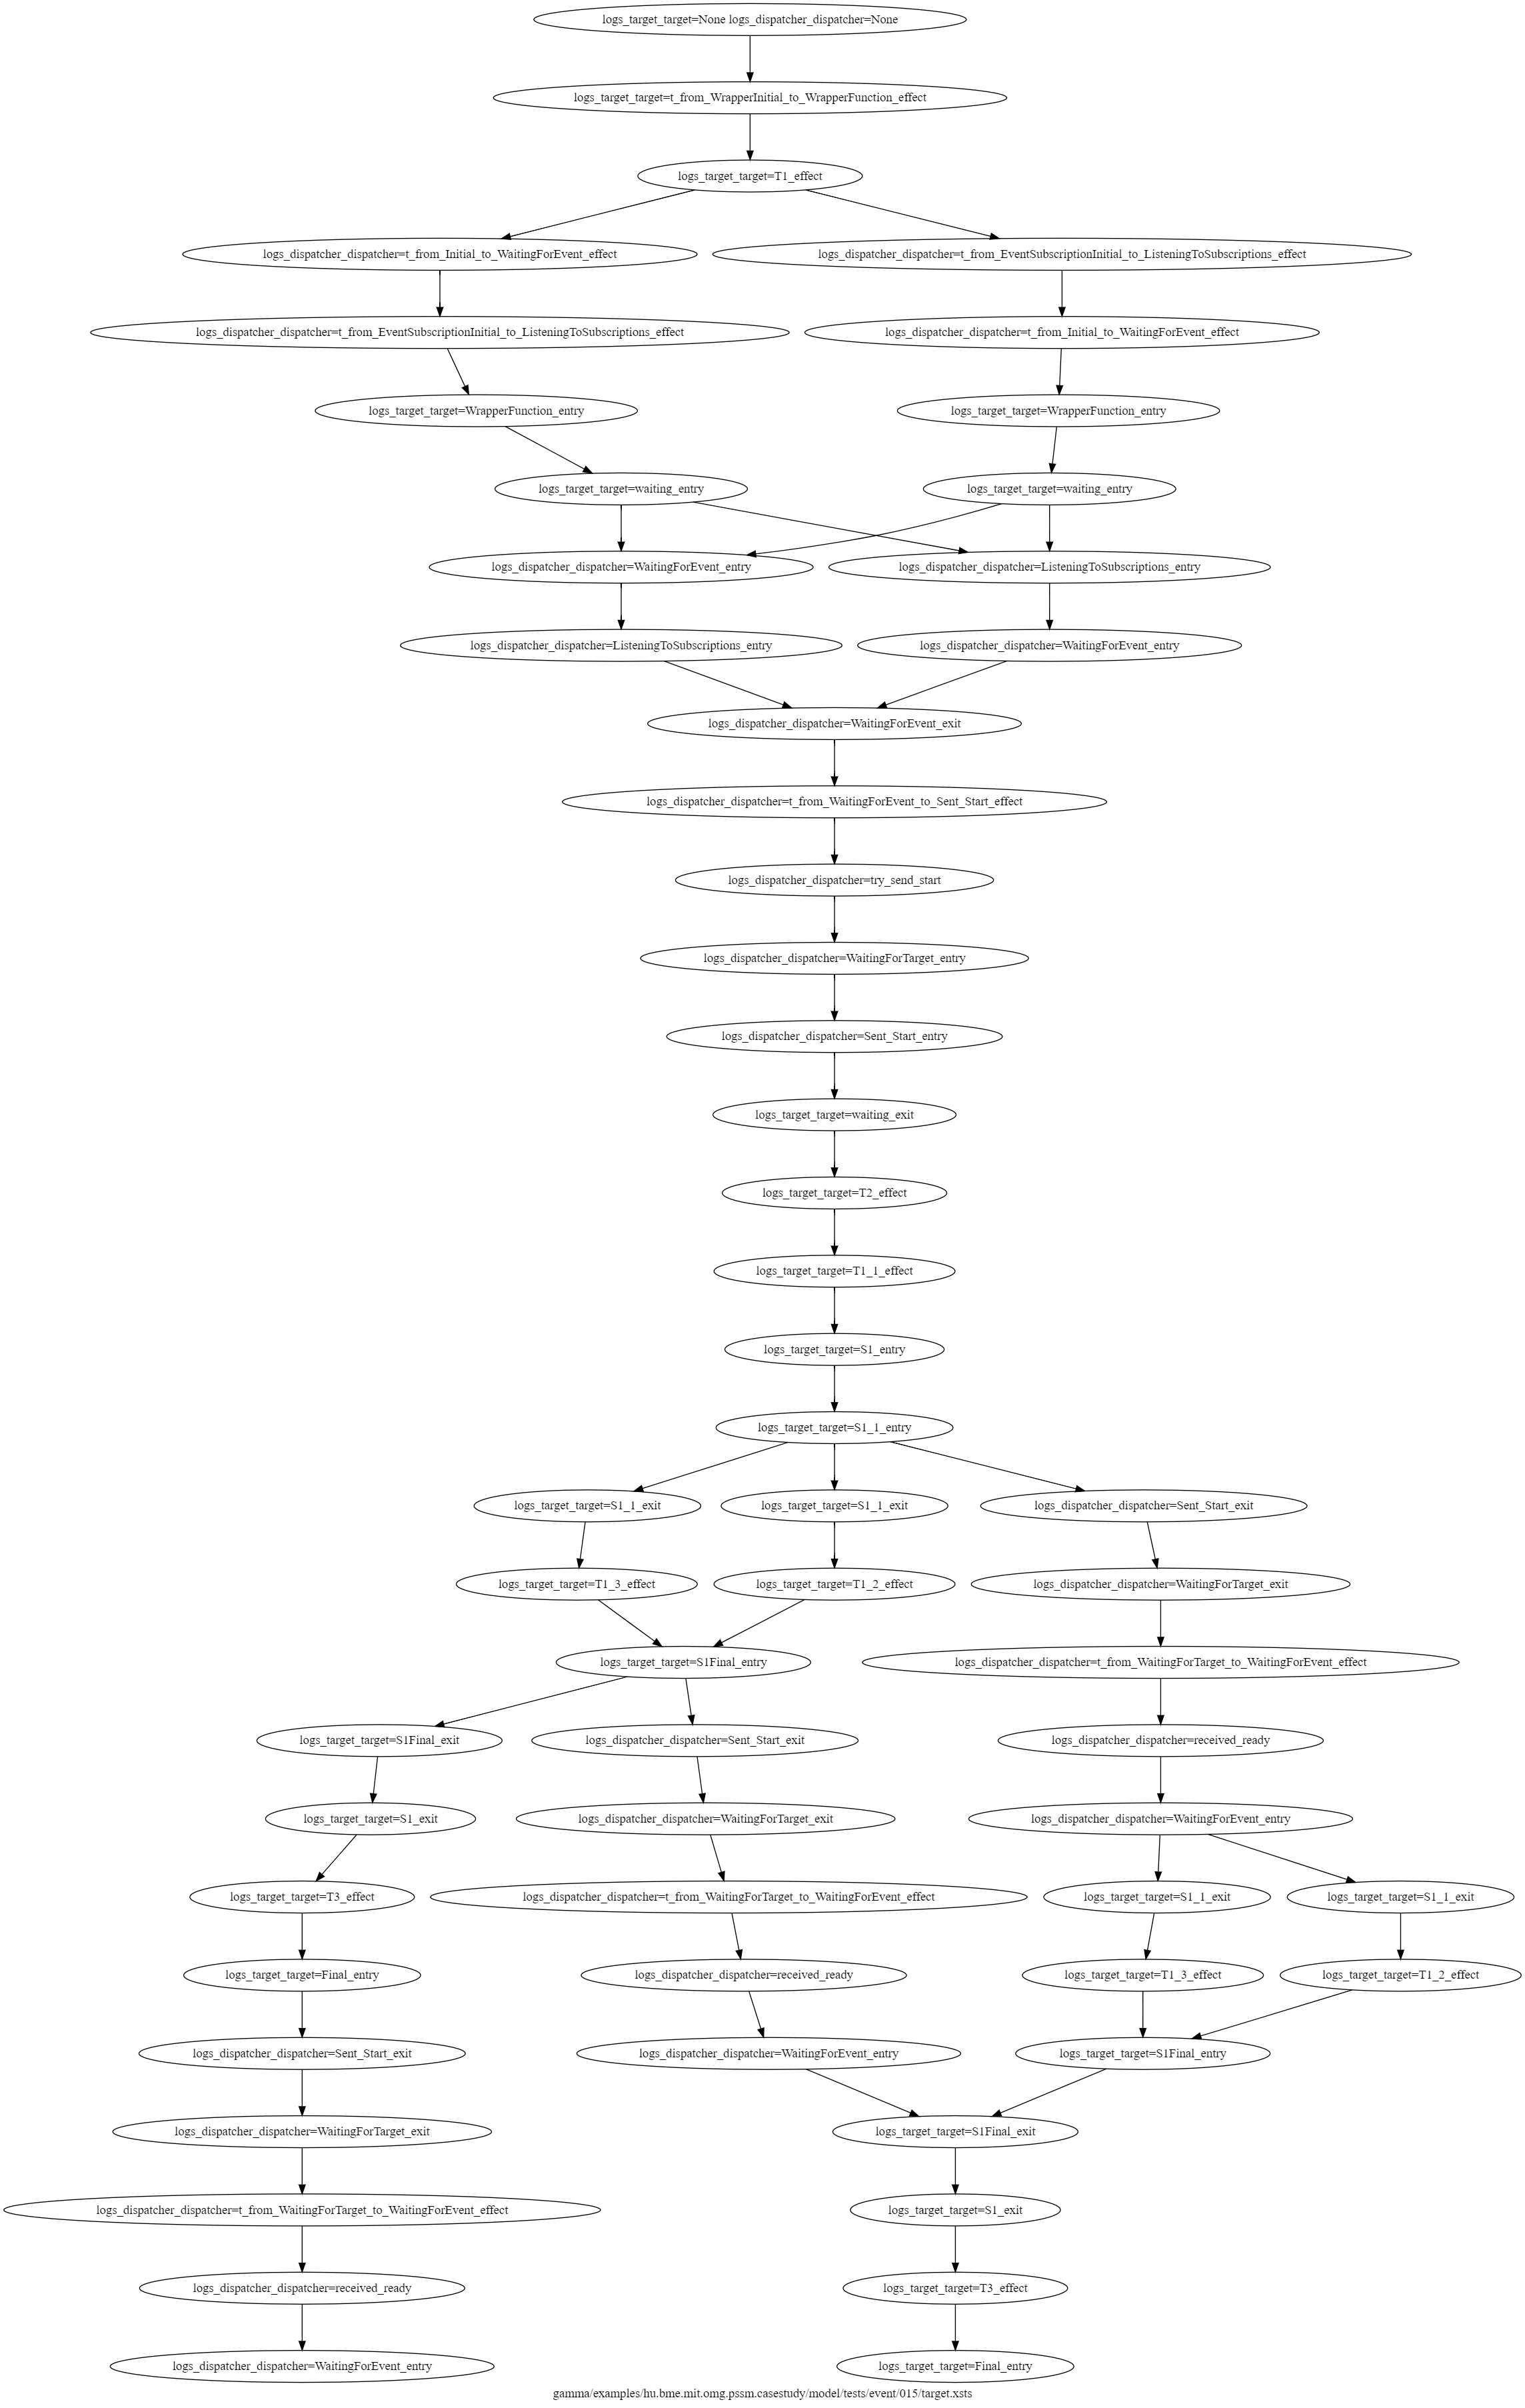 logs_target_target=None logs_dispatcher_dispatcher=None
logs_target_target=t_from_WrapperInitial_to_WrapperFunction_effect
logs_target_target=T1_effect
logs_dispatcher_dispatcher=t_from_Initial_to_WaitingForEvent_effect
logs_dispatcher_dispatcher=t_from_EventSubscriptionInitial_to_ListeningToSubscriptions_effect
logs_dispatcher_dispatcher=t_from_EventSubscriptionInitial_to_ListeningToSubscriptions_effect
logs_dispatcher_dispatcher=t_from_Initial_to_WaitingForEvent_effect
logs_target_target=WrapperFunction_entry
logs_target_target=WrapperFunction_entry
logs_target_target=waiting_entry
logs_target_target=waiting_entry
logs_dispatcher_dispatcher=WaitingForEvent_entry
logs_dispatcher_dispatcher=ListeningToSubscriptions_entry
logs_dispatcher_dispatcher=ListeningToSubscriptions_entry
logs_dispatcher_dispatcher=WaitingForEvent_entry
logs_dispatcher_dispatcher=WaitingForEvent_exit
logs_dispatcher_dispatcher=t_from_WaitingForEvent_to_Sent_Start_effect
logs_dispatcher_dispatcher=try_send_start
logs_dispatcher_dispatcher=WaitingForTarget_entry
logs_dispatcher_dispatcher=Sent_Start_entry
logs_target_target=waiting_exit
logs_target_target=T2_effect
logs_target_target=T1_1_effect
logs_target_target=S1_entry
logs_target_target=S1_1_entry
logs_target_target=S1_1_exit
logs_target_target=S1_1_exit
logs_dispatcher_dispatcher=Sent_Start_exit
logs_target_target=T1_3_effect
logs_target_target=T1_2_effect
logs_dispatcher_dispatcher=WaitingForTarget_exit
logs_target_target=S1Final_entry
logs_dispatcher_dispatcher=t_from_WaitingForTarget_to_WaitingForEvent_effect
logs_target_target=S1Final_exit
logs_dispatcher_dispatcher=Sent_Start_exit
logs_dispatcher_dispatcher=received_ready
logs_target_target=S1_exit
logs_dispatcher_dispatcher=WaitingForTarget_exit
logs_dispatcher_dispatcher=WaitingForEvent_entry
logs_target_target=T3_effect
logs_dispatcher_dispatcher=t_from_WaitingForTarget_to_WaitingForEvent_effect
logs_target_target=S1_1_exit
logs_target_target=S1_1_exit
logs_target_target=Final_entry
logs_dispatcher_dispatcher=received_ready
logs_target_target=T1_3_effect
logs_target_target=T1_2_effect
logs_dispatcher_dispatcher=Sent_Start_exit
logs_dispatcher_dispatcher=WaitingForEvent_entry
logs_target_target=S1Final_entry
logs_dispatcher_dispatcher=WaitingForTarget_exit
logs_target_target=S1Final_exit
logs_dispatcher_dispatcher=t_from_WaitingForTarget_to_WaitingForEvent_effect
logs_target_target=S1_exit
logs_dispatcher_dispatcher=received_ready
logs_target_target=T3_effect
logs_dispatcher_dispatcher=WaitingForEvent_entry
logs_target_target=Final_entry
gamma/examples/hu.bme.mit.omg.pssm.casestudy/model/tests/event/015/target.xsts